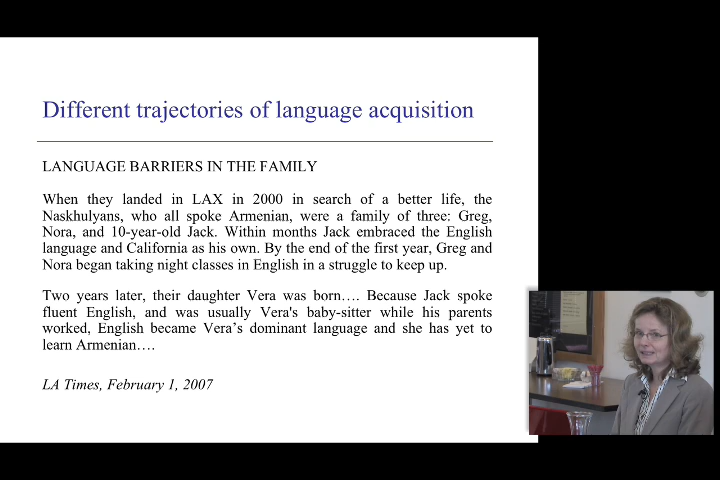 Different trajectories of language acquisition
LANGUAGE BARRIERS IN THE FAMILY
When they landed in LAX in 2000 in search of a better life, the
Naskhulyans, who all spoke Armenian, were a family of three: Greg,
Nora, and 10-year-old Jack. Within months Jack embraced the English
language and California as his own. By the end of the first year, Greg and
Nora began taking night classes in English in a struggle to keep up.
Two years later, their daughter Vera was born…. Because Jack spoke
fluent English, and was usually Vera's baby-sitter while his parents
worked, English became Vera’s dominant language and she has yet to
learn Armenian….
LA Times, February 1, 2007